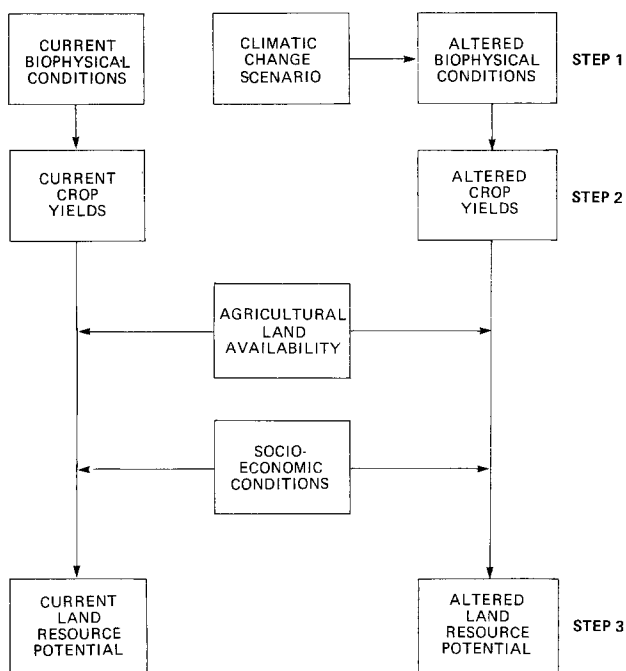 CURRENT
BIOPHYSICAL
CONDITIONS
CLIMATIC
CHANGE
SCENARIO
ALTERED
BIOPHYSICAL
CONDITIONS
STEP 1
CURRENT
CROP
YIELDS
ALTERED
CROP
YIELDS
STEP 2
AGRICULTURAL
LAND
AVAILABILITY
SOCIO-
ECONOMIC
CONDITIONS
CURRENT
LAND
RESOURCE
POTENTIAL
ALTERED
LAND
RESOURCE
POTENTIAL
STEP 3